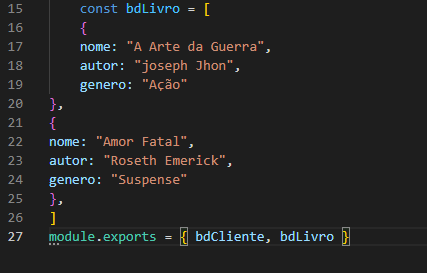 15 const bdLivro = [
16 {
17 nome: "A Arte da Guerra",
18 autor: "joseph Jhon",
19 genero: "Ação"
20 },
21 {
22 nome: "Amor Fatal",
23 autor: "Roseth Emerick",
24 genero: "Suspense"
25 },
26 ]
27 module.exports = { bdCliente, bdLivro }